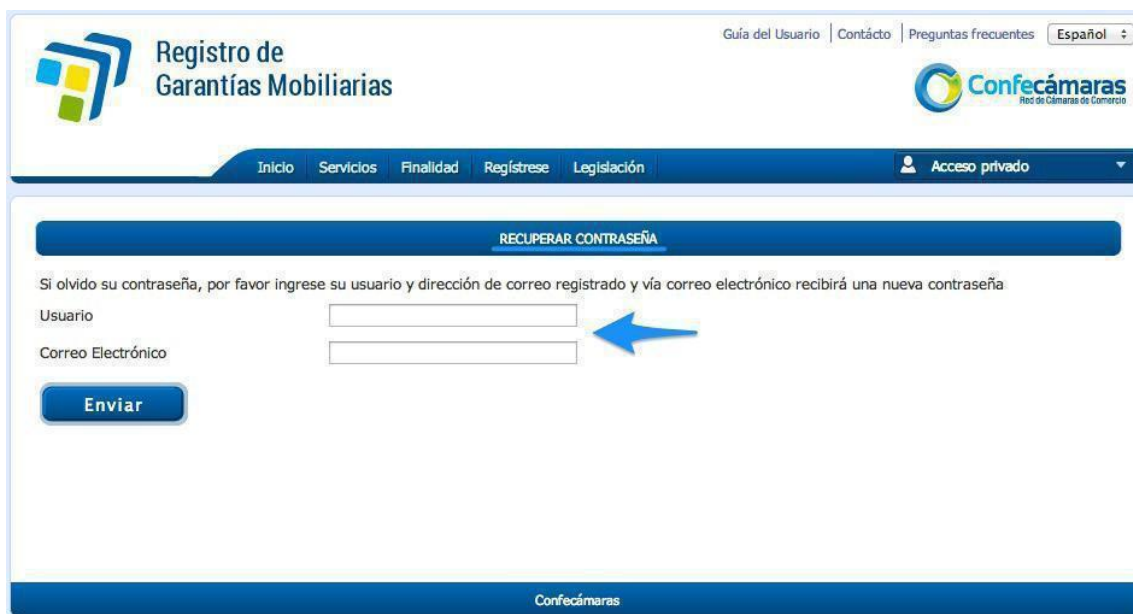 Guía del Usuario | Contácto | Preguntas frecuentes Español
Registro de
Garantías Mobiliarias
Confecámaras
Red de Cámaras de Comercio
Inicio Servicios Finalidad Regístrese Legislación Acceso privado
RECUPERAR CONTRASEÑA
Si olvido su contraseña, por favor ingrese su usuario y dirección de correo registrado y vía correo electrónico recibirá una nueva contraseña
Usuario
Correo Electrónico
Enviar
Confecámaras